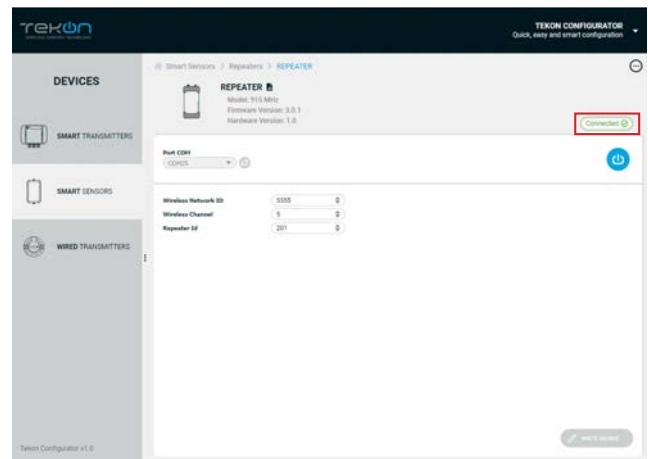 TEKON
TEKON CONFIGURATOR
Quick, easy and smart configuration
DEVICES
SMART TRANSMITTERS
SMART SENSORS
WIRED TRANSMITTERS
Tekon Configurator v1.0
Smart Sensors > Repeaters > REPEATER
REPEATER
Model: 915 MHz
Firmware Version: 3.0.1
Hardware Version: 1.0
Connected
Port COM
COM25
Wireless Network ID 5555
Wireless Channel 5
Repeater Id 201
WRITE DEVICE